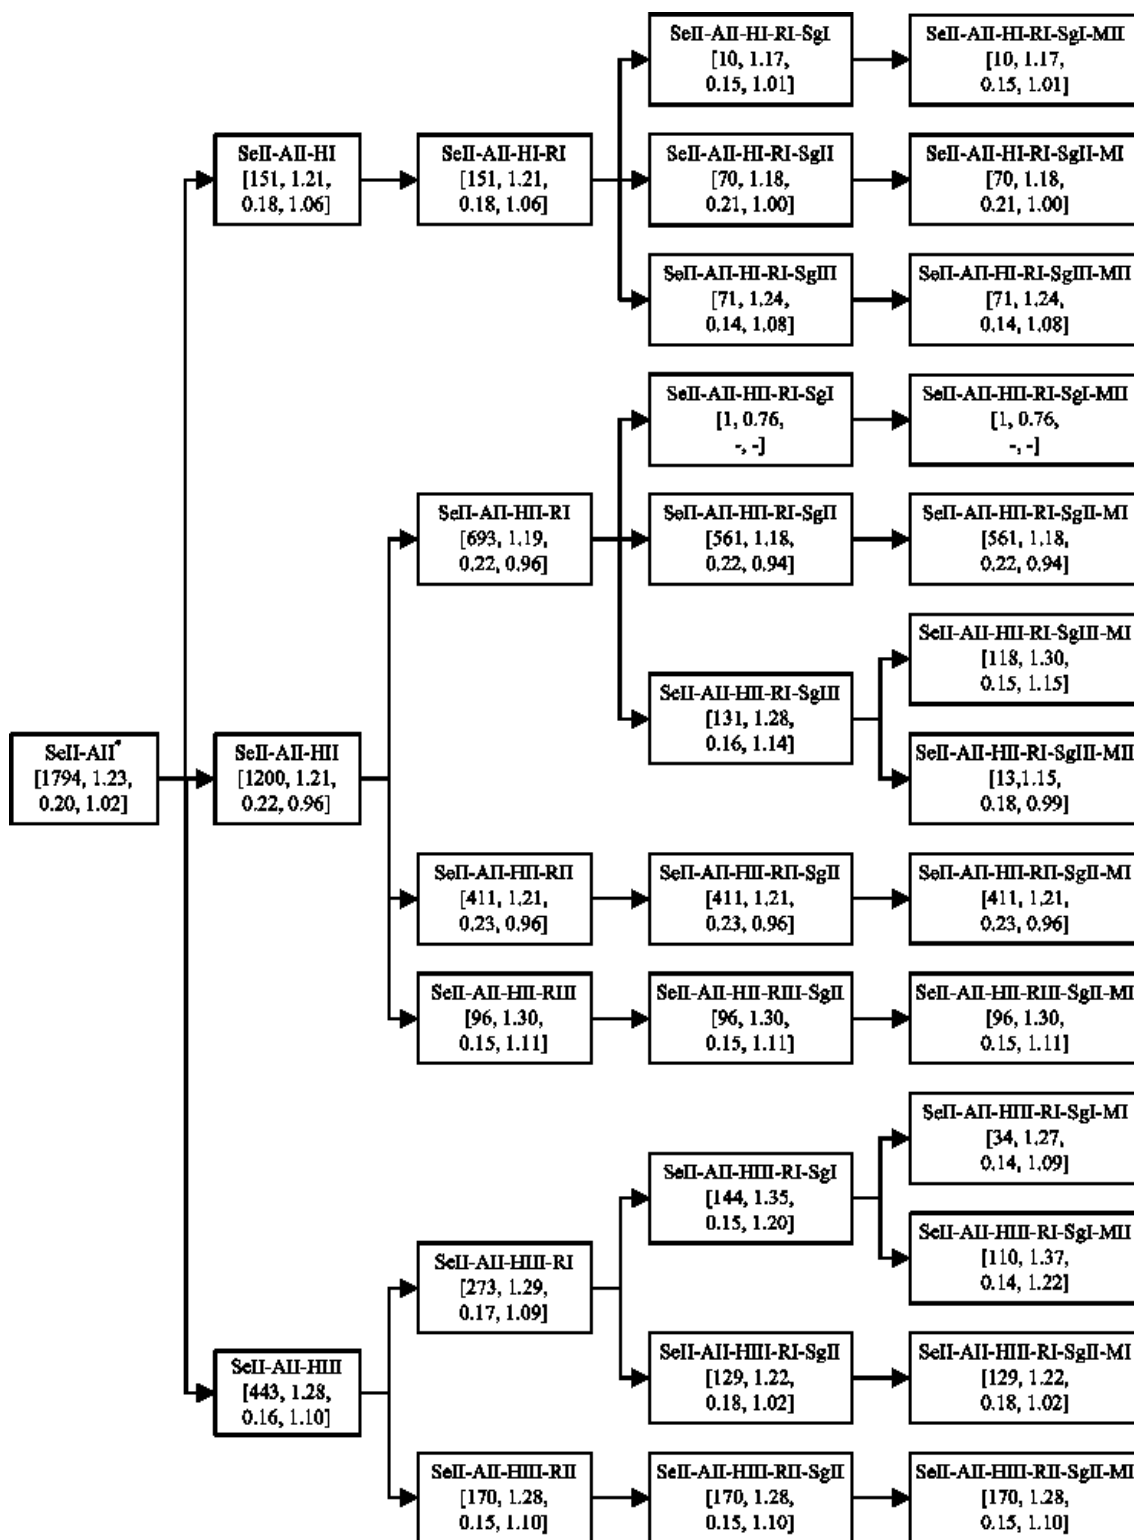 SeII-AII-HI-RI-SgI
[10, 1.17,
0.15, 1.01]
SeII-AII-HI-RI-SgI-MII
[10, 1.17,
0.15, 1.01]
SeII-AII-HI
[151, 1.21,
0.18, 1.06]
SeII-AII-HI-RI
[151, 1.21,
0.18, 1.06]
SeII-AII-HI-RI-SgII
[70, 1.18,
0.21, 1.00]
SeII-AII-HI-RI-SgII-MI
[70, 1.18,
0.21, 1.00]
SeII-AII-HI-RI-SgIII
[71, 1.24,
0.14, 1.08]
SeII-AII-HI-RI-SgIII-MII
[71, 1.24,
0.14, 1.08]
SeII-AII-HII-RI-SgI
[1, 0.76,
-, -]
SeII-AII-HII-RI-SgI-MII
[1, 0.76,
-, -]
SeII-AII-HII-RI
[693, 1.19,
0.22, 0.96]
SeII-AII-HII-RI-SgII
[561, 1.18,
0.22, 0.94]
SeII-AII-HII-RI-SgII-MI
[561, 1.18,
0.22, 0.94]
SeII-AII-HII-RI-SgIII
[131, 1.28,
0.16, 1.14]
SeII-AII-HII-RI-SgIII-MI
[118, 1.30,
0.15, 1.15]
SeII-AII-HII-RI-SgIII-MII
[13,1.15,
0.18, 0.99]
SeII-AII*
[1794, 1.23,
0.20, 1.02]
SeII-AII-HII
[1200, 1.21,
0.22, 0.96]
SeII-AII-HII-RII
[411, 1.21,
0.23, 0.96]
SeII-AII-HII-RII-SgII
[411, 1.21,
0.23, 0.96]
SeII-AII-HII-RII-SgII-MI
[411, 1.21,
0.23, 0.96]
SeII-AII-HII-RIII
[96, 1.30,
0.15, 1.11]
SeII-AII-HII-RIII-SgII
[96, 1.30,
0.15, 1.11]
SeII-AII-HII-RIII-SgII-MI
[96, 1.30,
0.15, 1.11]
SeII-AII-HIII-RI-SgI
[144, 1.35,
0.15, 1.20]
SeII-AII-HIII-RI-SgI-MI
[34, 1.27,
0.14, 1.09]
SeII-AII-HIII-RI-SgI-MII
[110, 1.37,
0.14, 1.22]
SeII-AII-HIII-RI
[273, 1.29,
0.17, 1.09]
SeII-AII-HIII
[443, 1.28,
0.16, 1.10]
SeII-AII-HIII-RI-SgII
[129, 1.22,
0.18, 1.02]
SeII-AII-HIII-RI-SgII-MI
[129, 1.22,
0.18, 1.02]
SeII-AII-HIII-RII
[170, 1.28,
0.15, 1.10]
SeII-AII-HIII-RII-SgII
[170, 1.28,
0.15, 1.10]
SeII-AII-HIII-RII-SgII-MI
[170, 1.28,
0.15, 1.10]